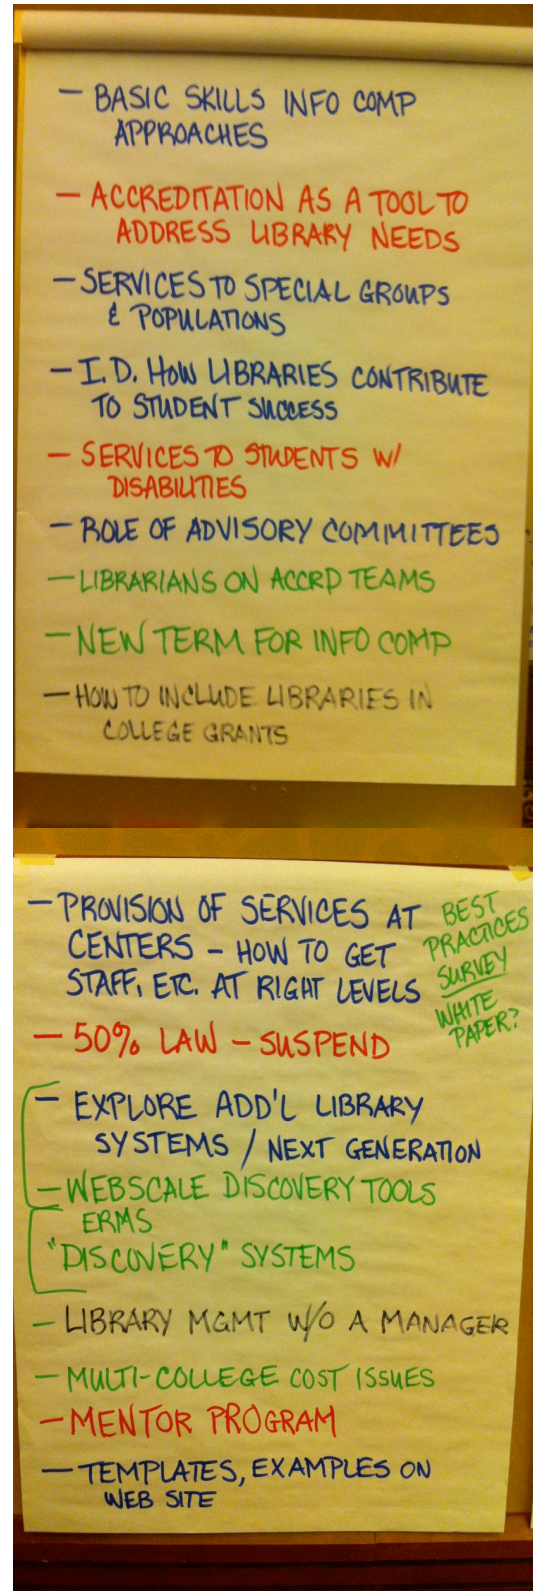 — BASIC SKILLS INFO COMP
APPROACHES
— ACCREDITATION AS A TOOL TO
ADDRESS LIBRARY NEEDS
— SERVICES TO SPECIAL GROUPS
& POPULATIONS
— I.D. HOW LIBRARIES CONTRIBUTE
TO STUDENT SUCCESS
— SERVICES TO STUDENTS W/
DISABILITIES
— ROLE OF ADVISORY COMMITTEES
— LIBRARIANS ON ACCRD TEAMS
— NEW TERM FOR INFO COMP
— HOW TO INCLUDE LIBRARIES IN
COLLEGE GRANTS
— PROVISION OF SERVICES AT
CENTERS – HOW TO GET
STAFF, ETC. AT RIGHT LEVELS
BEST
PRACTICES
SURVEY
WHITE
PAPER?
— 50% LAW – SUSPEND
— EXPLORE ADD'L LIBRARY
SYSTEMS / NEXT GENERATION
— WEBSCALE DISCOVERY TOOLS
ERMS
"DISCOVERY" SYSTEMS
— LIBRARY MGMT W/O A MANAGER
— MULTI-COLLEGE COST ISSUES
— MENTOR PROGRAM
— TEMPLATES, EXAMPLES ON
WEB SITE